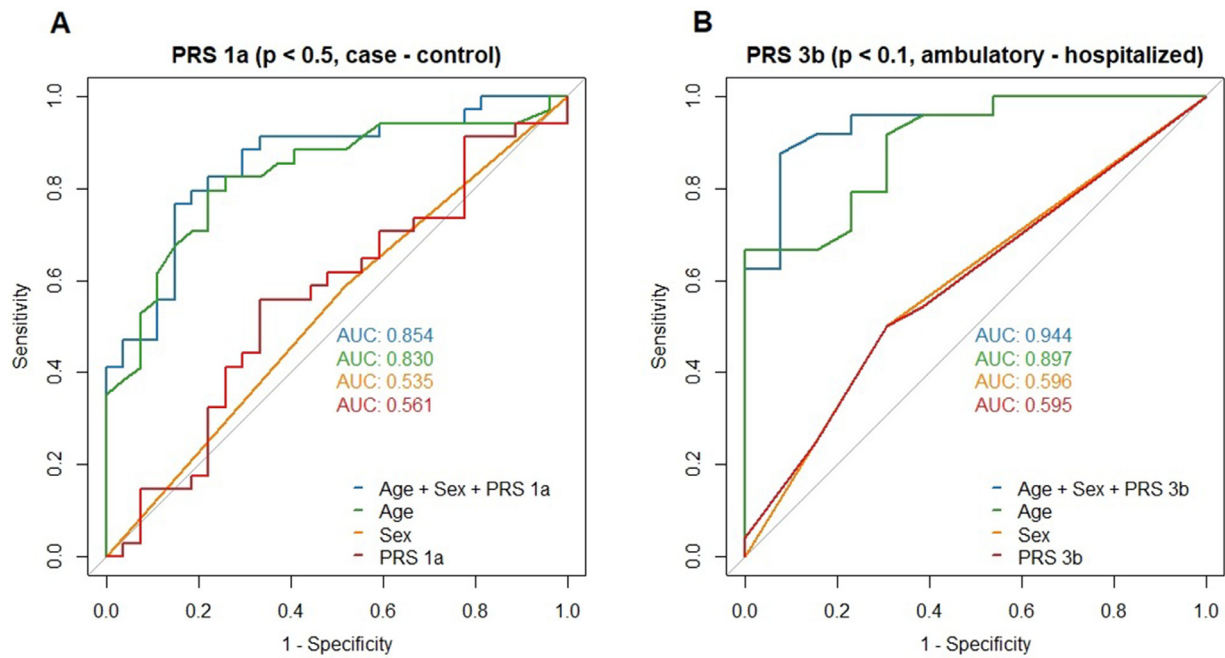 A
PRS 1a (p < 0.5, case - control)
Sensitivity
1.0
0.8
0.6
0.4
0.2
0.0
AUC: 0.854
AUC: 0.830
AUC: 0.535
AUC: 0.561
Age + Sex + PRS 1a
Age
Sex
PRS 1a
0.0 0.2 0.4 0.6 0.8 1.0
1 - Specificity
B
PRS 3b (p < 0.1, ambulatory - hospitalized)
Sensitivity
1.0
0.8
0.6
0.4
0.2
0.0
AUC: 0.944
AUC: 0.897
AUC: 0.596
AUC: 0.595
Age + Sex + PRS 3b
Age
Sex
PRS 3b
0.0 0.2 0.4 0.6 0.8 1.0
1 - Specificity